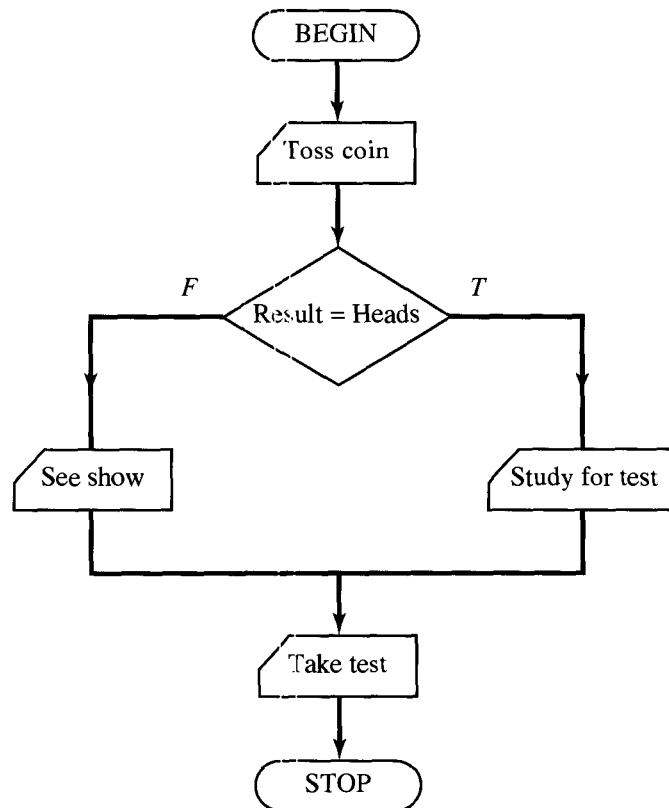 BEGIN
Toss coin
F
T
Result = Heads
See show
Study for test
Take test
STOP